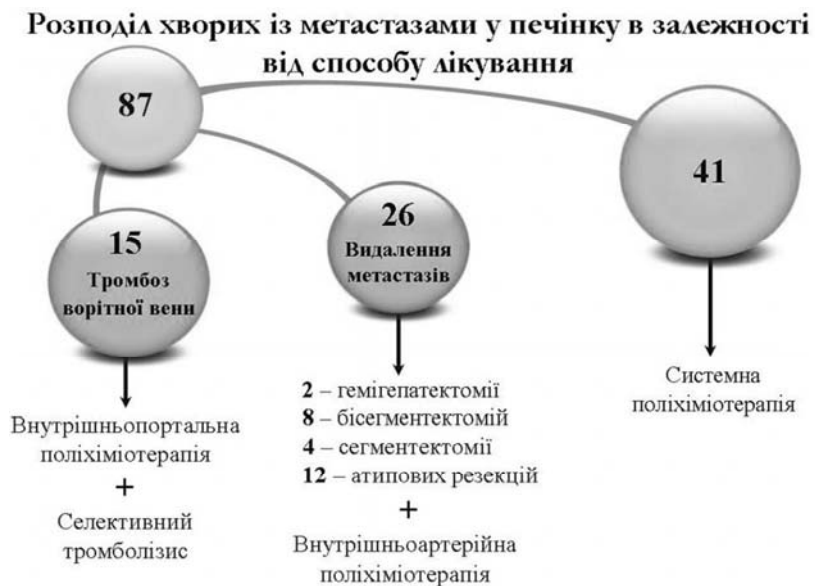 Розподіл хворих із метастазами у печінку в залежності
від способу лікування
87
41
15
Тромбоз
ворітної вени
26
Видалення
метастазів
Внутрішньопортальна
поліхіміотерапія
+
Селективний
тромболізис
2 – гемігепатектомії
8 – бісегментектомій
4 – сегментектомії
12 – атипових резекцій
+
Внутрішньоартерійна
поліхіміотерапія
Системна
поліхіміотерапія